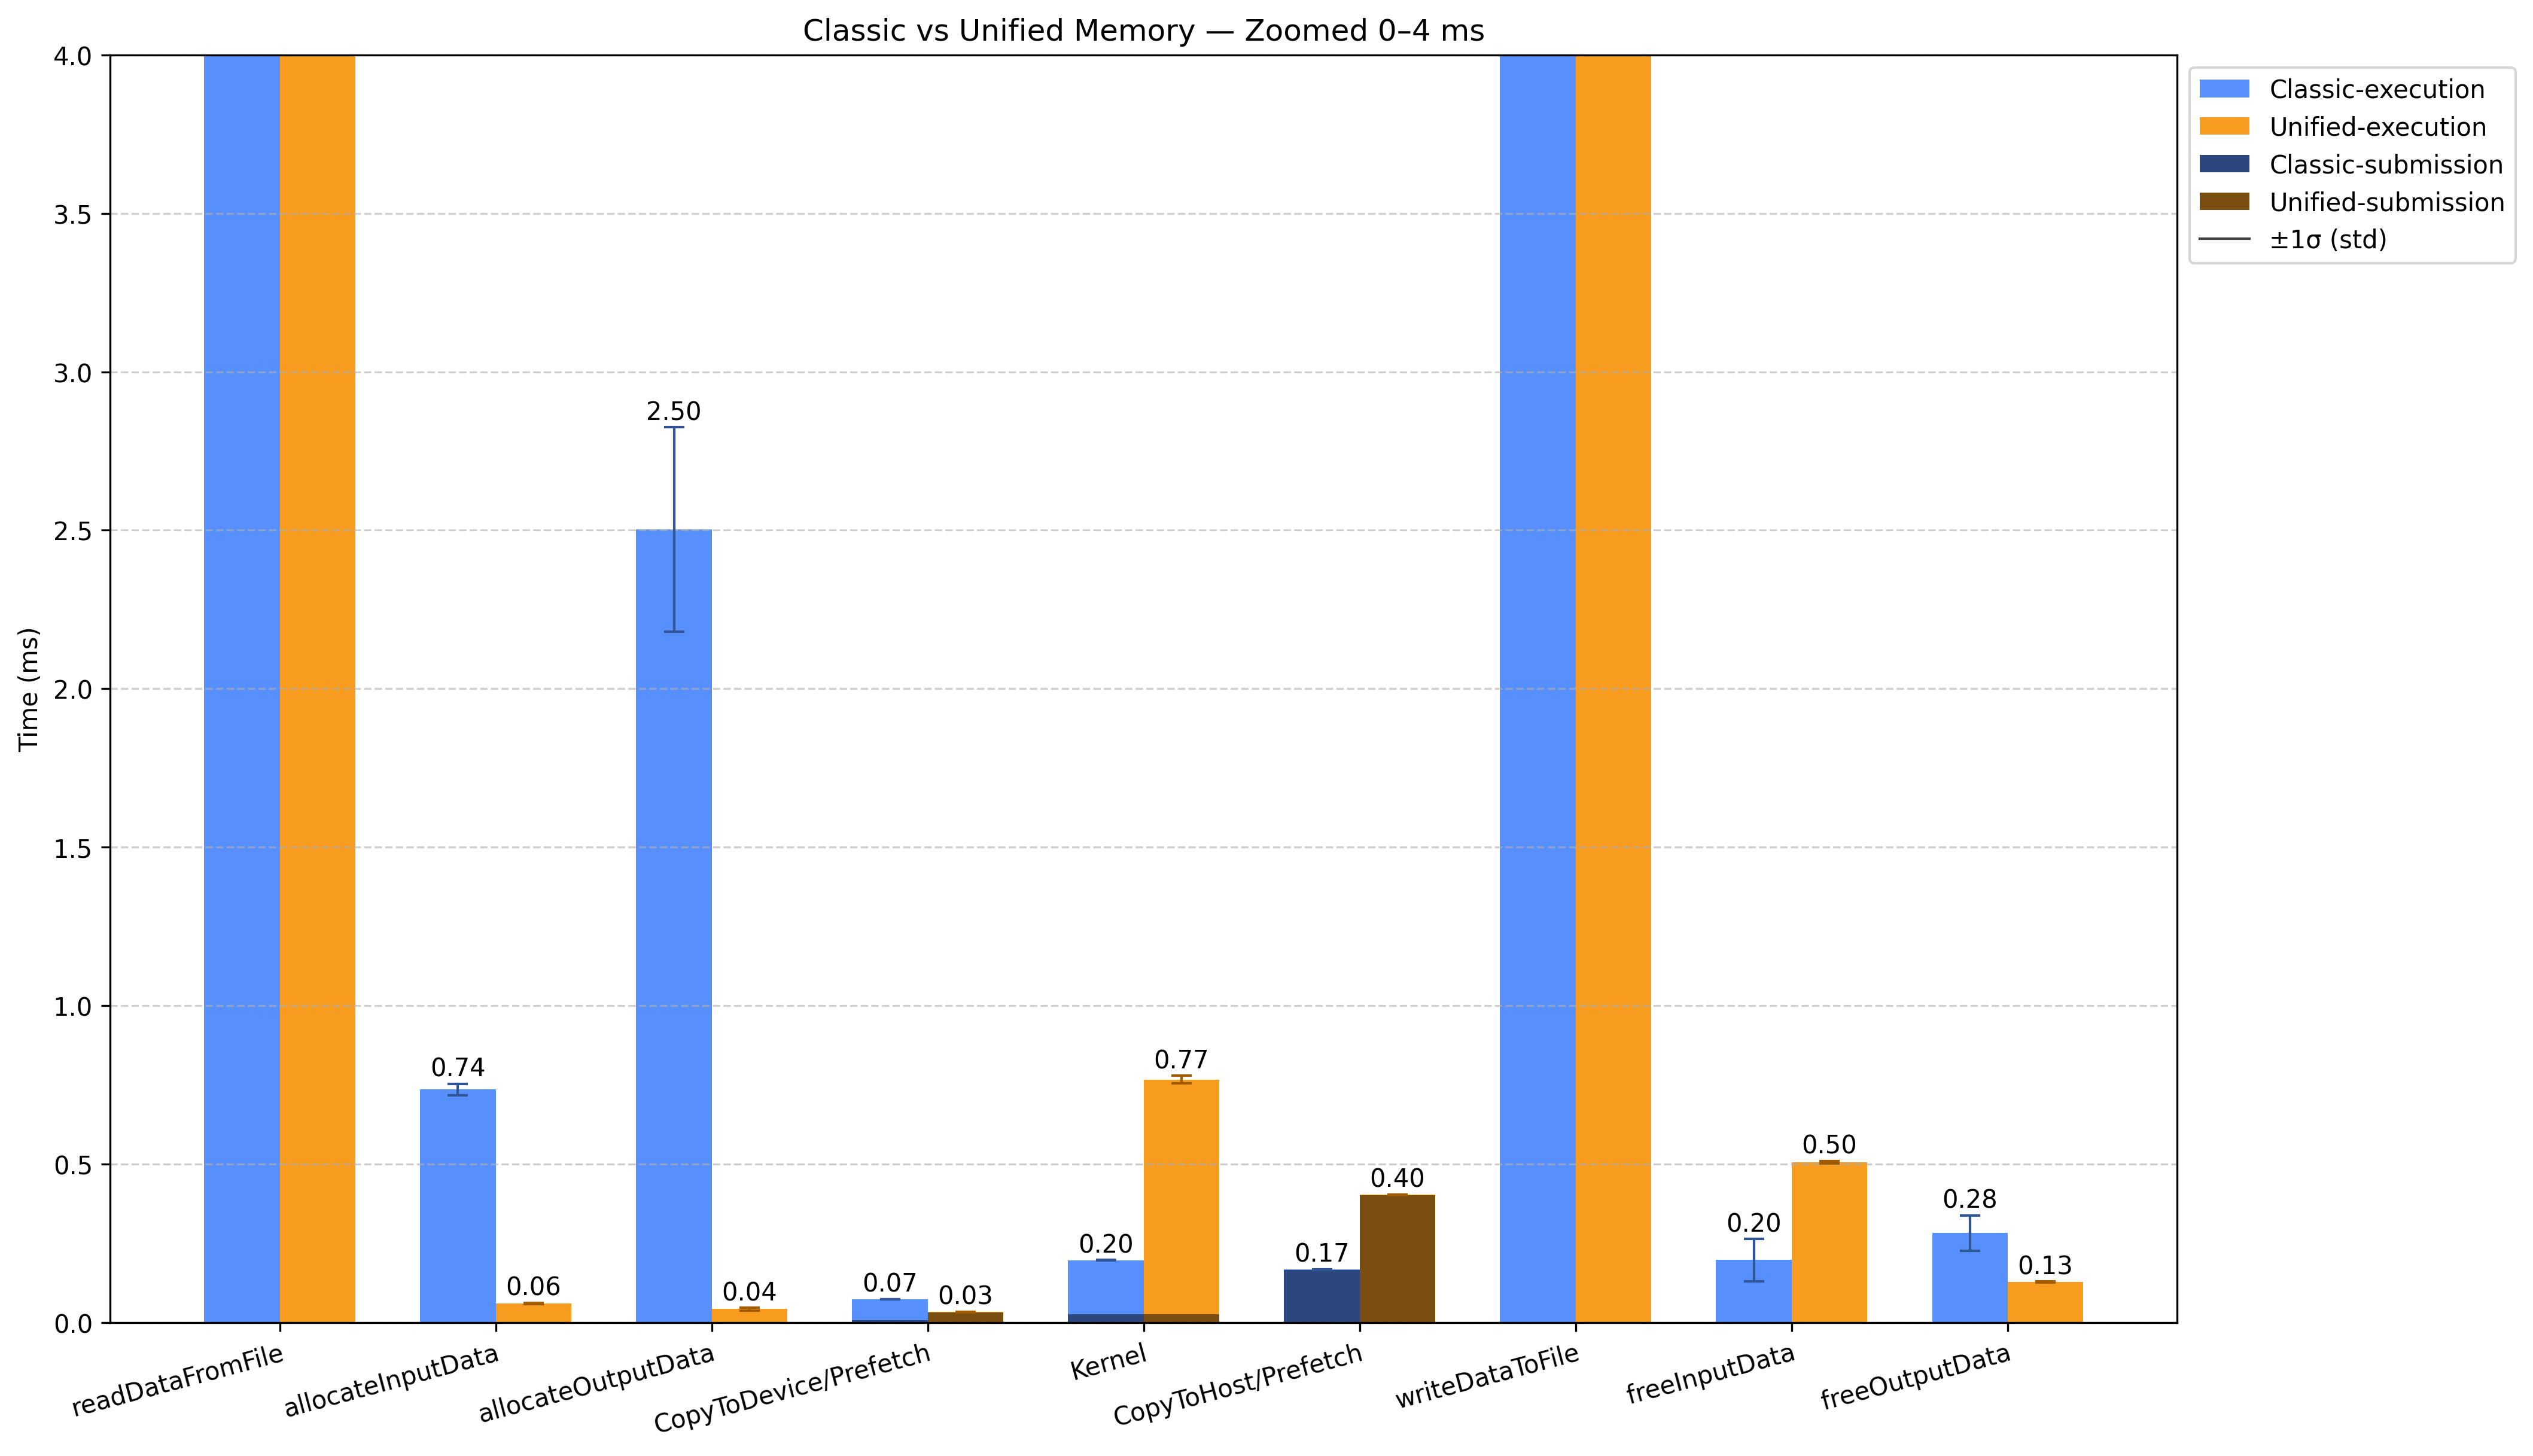 Classic vs Unified Memory — Zoomed 0–4 ms
Time (ms)
4.0
3.5
3.0
2.5
2.0
1.5
1.0
0.5
0.0
2.50
0.74
0.06
0.04
0.07
0.03
0.20
0.77
0.17
0.40
0.20
0.50
0.28
0.13
readDataFromFile
allocateInputData
allocateOutputData
CopyToDevice/Prefetch
Kernel
CopyToHost/Prefetch
writeDataToFile
freeInputData
freeOutputData
Classic-execution
Unified-execution
Classic-submission
Unified-submission
±1σ (std)